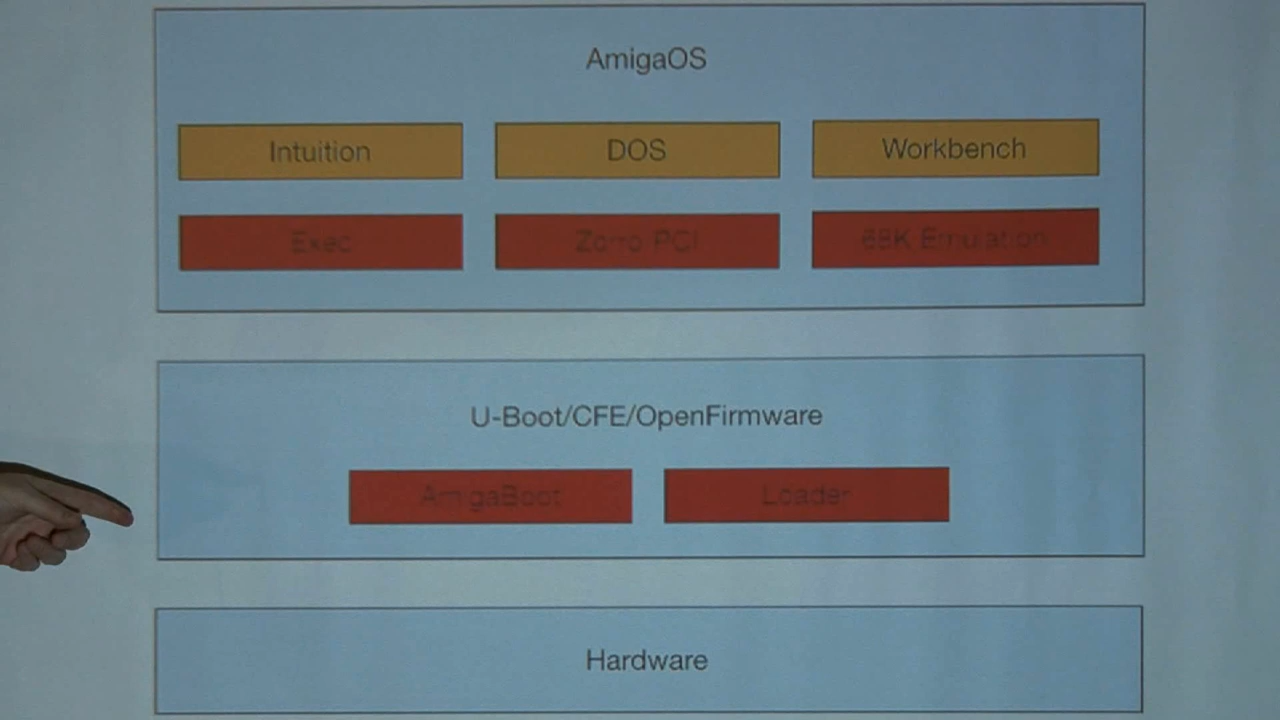 AmigaOS
Intuition
DOS
Workbench
Exec
Zorro PCI
68K Emulation
U-Boot/CFE/OpenFirmware
AmigaBoot
Loader
Hardware